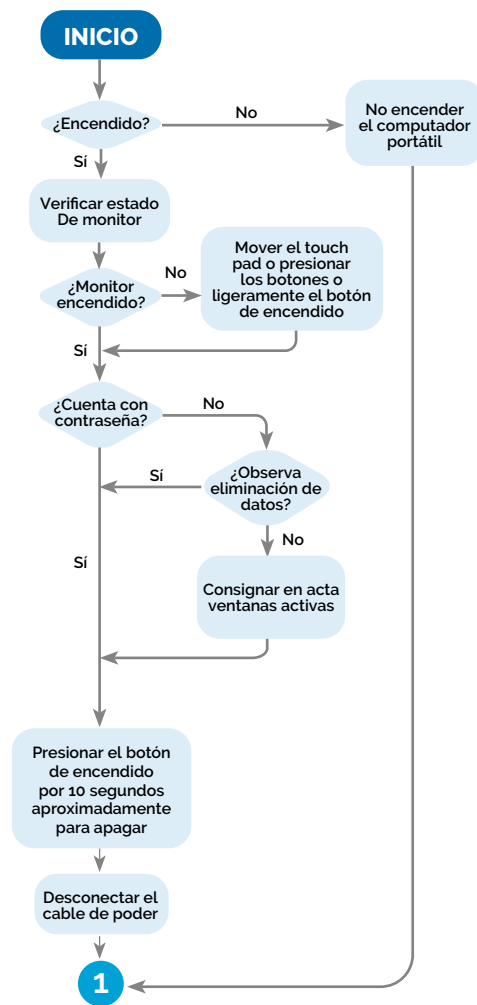 INICIO
¿Encendido?
No
No encender
el computador
portátil
Sí
Verificar estado
De monitor
¿Monitor
encendido?
No
Mover el touch
pad o presionar
los botones o
ligeramente el botón
de encendido
Sí
¿Cuenta con
contraseña?
No
¿Observa
eliminación de
datos?
Sí
No
Sí
Consignar en acta
ventanas activas
Presionar el botón
de encendido
por 10 segundos
aproximadamente
para apagar
Desconectar el
cable de poder
1